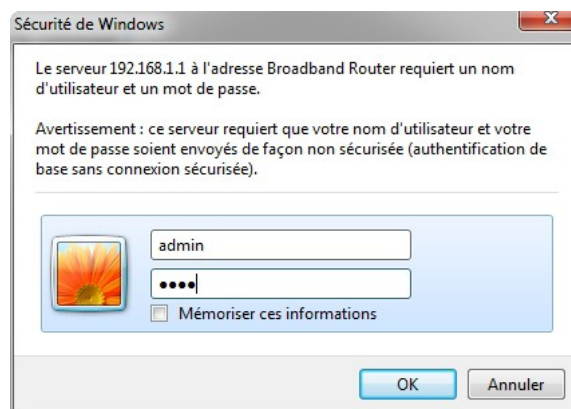 Sécurité de Windows
Le serveur 192.168.1.1 à l'adresse Broadband Router requiert un nom
d'utilisateur et un mot de passe.
Avertissement : ce serveur requiert que votre nom d'utilisateur et votre
mot de passe soient envoyés de façon non sécurisée (authentification de
base sans connexion sécurisée).
admin
••••
Mémoriser ces informations
OK Annuler